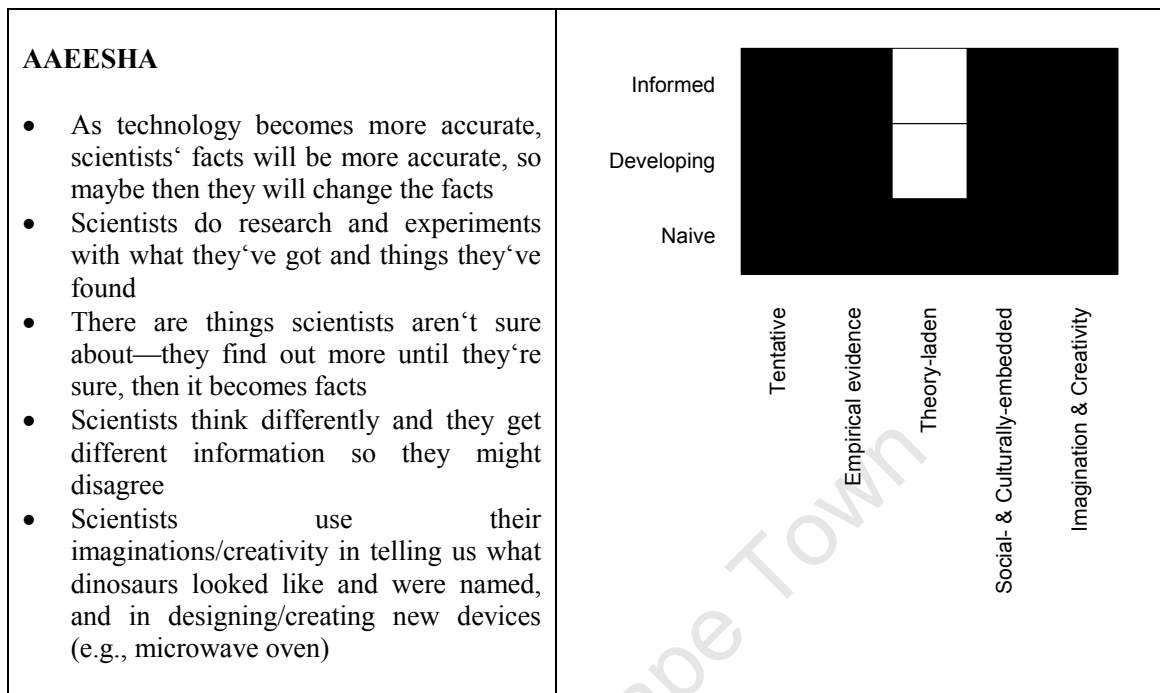 AAEESHA
• As technology becomes more accurate,
scientists‘ facts will be more accurate, so
maybe then they will change the facts
• Scientists do research and experiments
with what they‘ve got and things they‘ve
found
• There are things scientists aren‘t sure
about—they find out more until they‘re
sure, then it becomes facts
• Scientists think differently and they get
different information so they might
disagree
• Scientists use their
imaginations/creativity in telling us what
dinosaurs looked like and were named,
and in designing/creating new devices
(e.g., microwave oven)
Informed
Developing
Naive
Tentative
Empirical evidence
Theory-laden
Social- & Culturally-embedded
Imagination & Creativity
pe Town